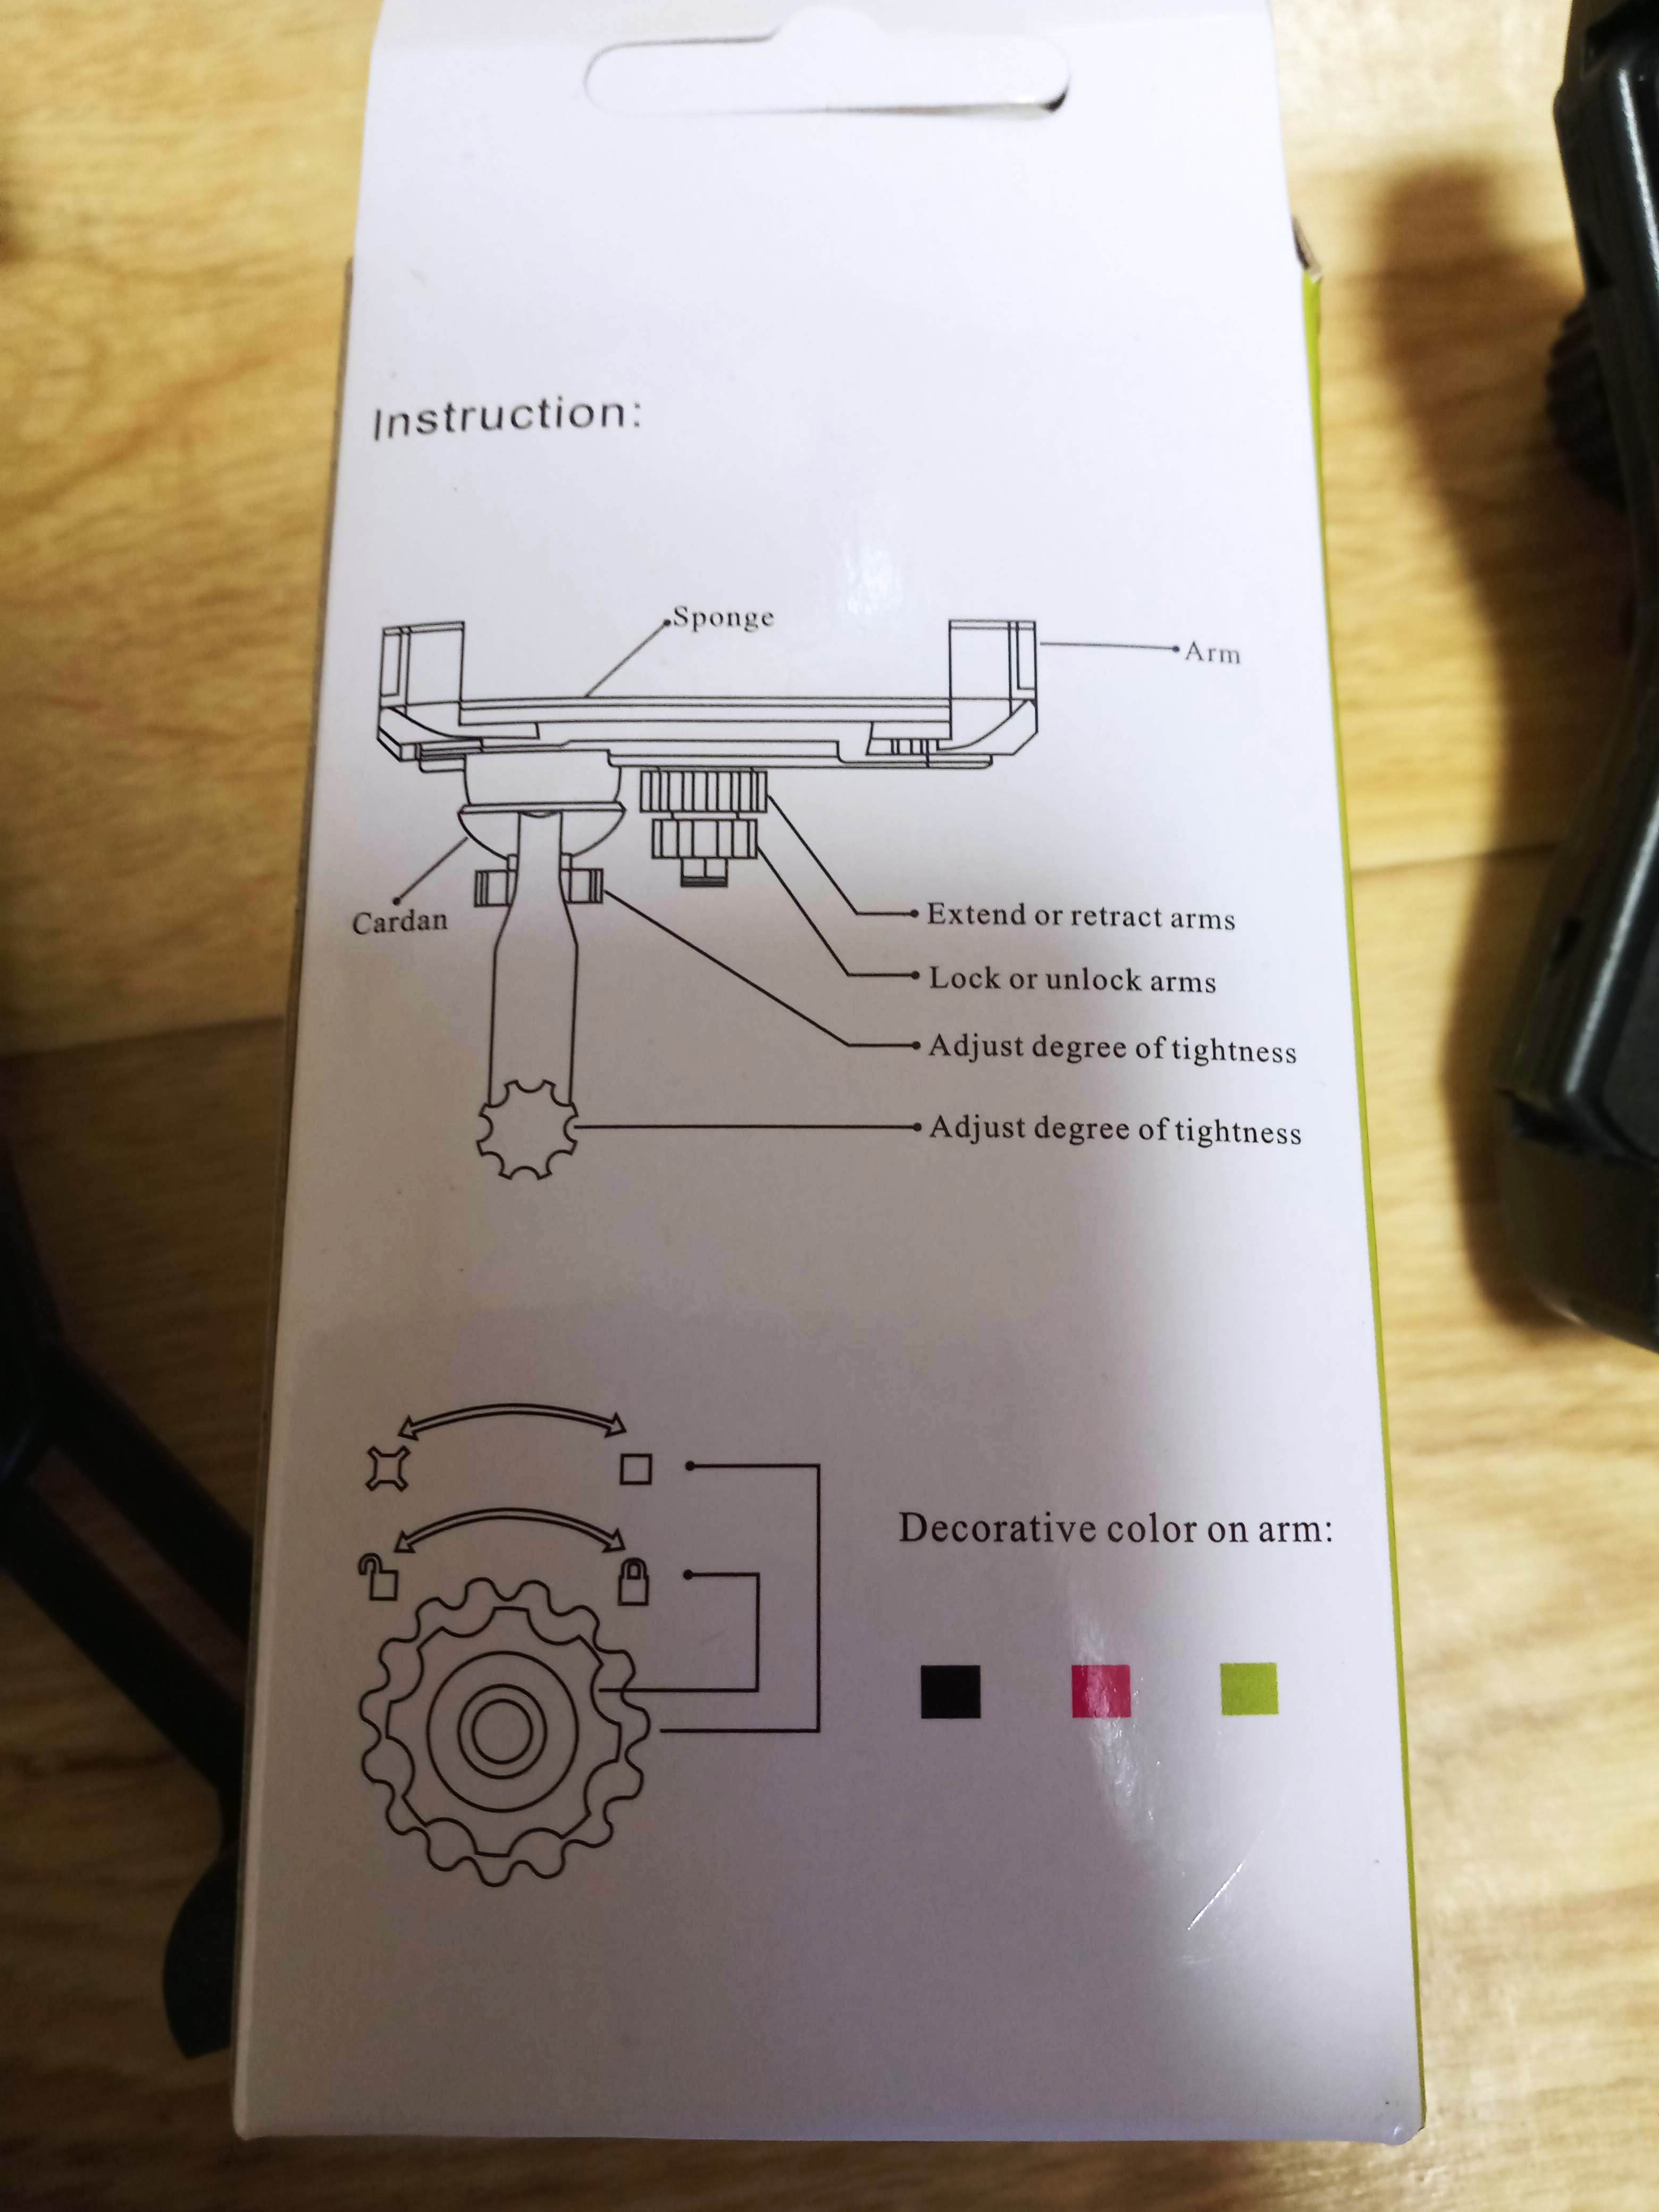 Instruction:
Sponge
Arm
Cardan
Extend or retract arms
Lock or unlock arms
Adjust degree of tightness
Adjust degree of tightness
Decorative color on arm: